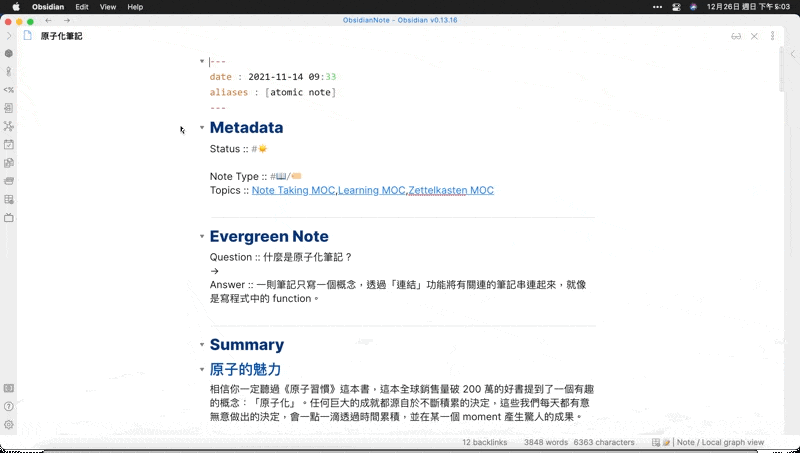 Obsidian Edit View Help
12月26日 週日 下午
ObsidianNote - Obsidian v0.13.16
原子化筆記
---
date : 2021-11-14 09:33
aliases : [atomic note]
---
Metadata
Status :: #☀️
Note Type :: #📖/
Topics :: Note Taking MOC,Learning MOC,Zettelkasten MOC
Evergreen Note
Question :: 什麼是原子化筆記？
→
Answer :: 一則筆記只寫一個概念，透過「連結」功能將有關連的筆記串連起來，就像
是寫程式中的 function。
Summary
原子的魅力
相信你一定聽過《原子習慣》這本書，這本全球銷售量破 200 萬的好書提到了一個有趣
的概念：「原子化」。任何巨大的成就都源自於不斷積累的決定，這些我們每天都有意
無意做出的決定，會一點一滴透過時間累積，並在某一個 moment 產生驚人的成果。
12 backlinks 3848 words 6363 characters | Note / Local graph view